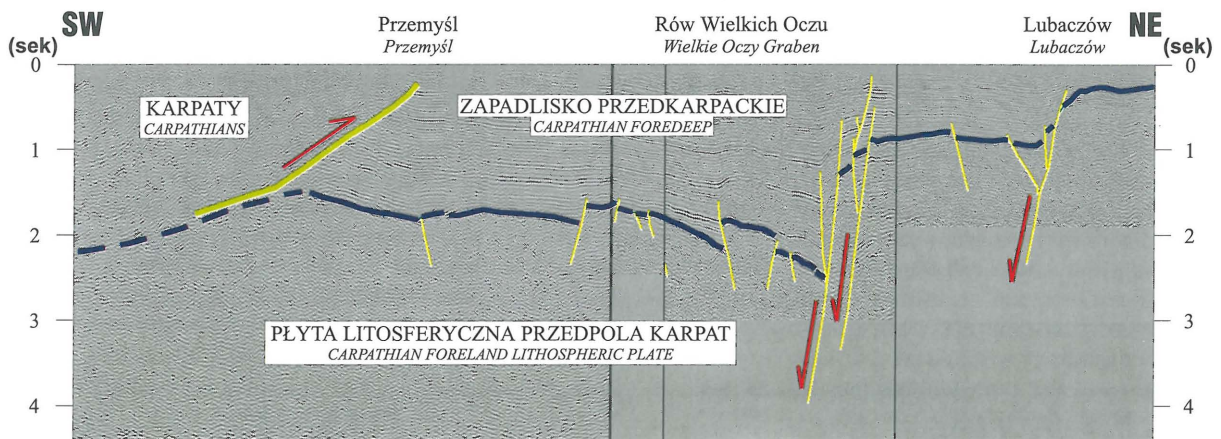 SW
Przemyśl
Przemyśl
Rów Wielkich Oczu
Wielkie Oczy Graben
Lubaczów
Lubaczów
NE
(sek)
(sek)
0
0
KARPATY
CARPATHIANS
ZAPADLISKO PRZEDKARPACKIE
CARPATHIAN FOREDEEP
1
1
2
2
3
3
PŁYTA LITOSFERYCZNA PRZEDPOLA KARPAT
CARPATHIAN FORELAND LITHOSPHERIC PLATE
4
4